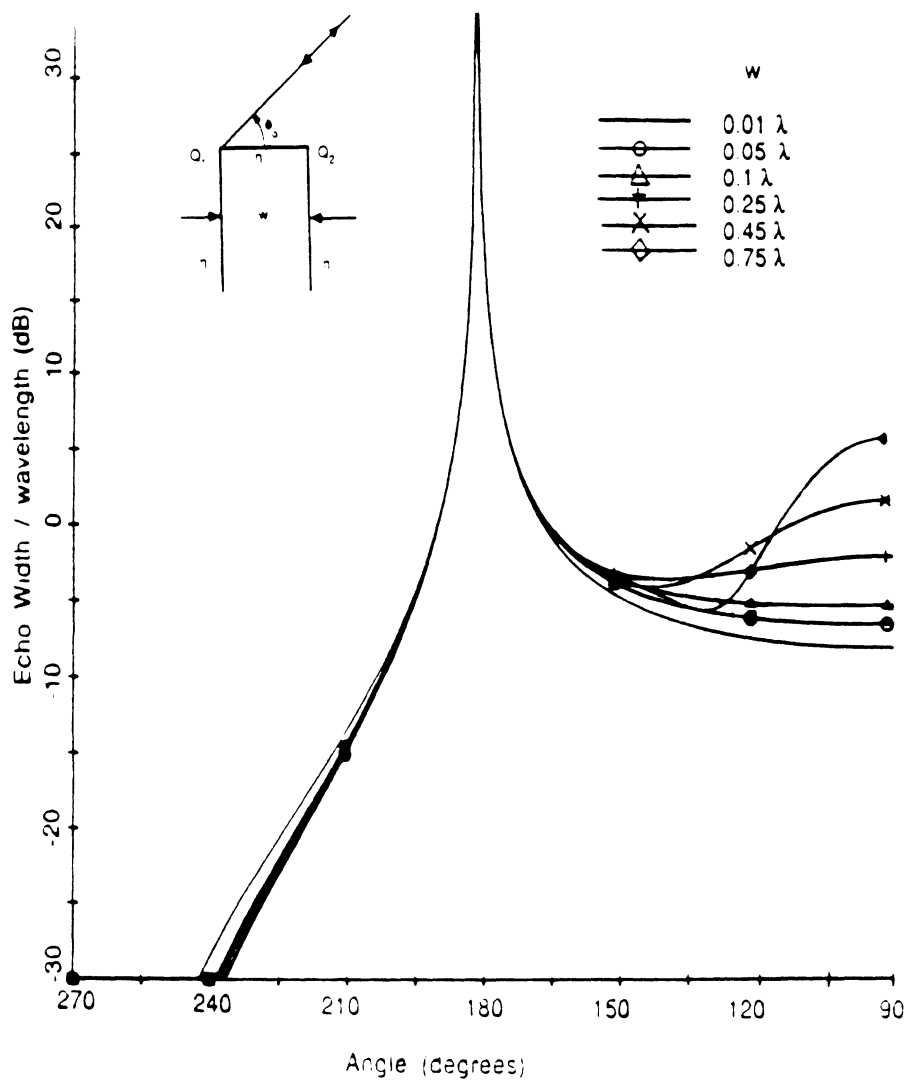 Echo Width / wavelength (dB)
30
20
10
0
-10
-20
-30
270
240
210
180
150
120
90
Angle (degrees)
Q₁
Q₂
η
w
η
η
w
0.01 λ
0.05 λ
0.1 λ
0.25 λ
0.45 λ
0.75 λ